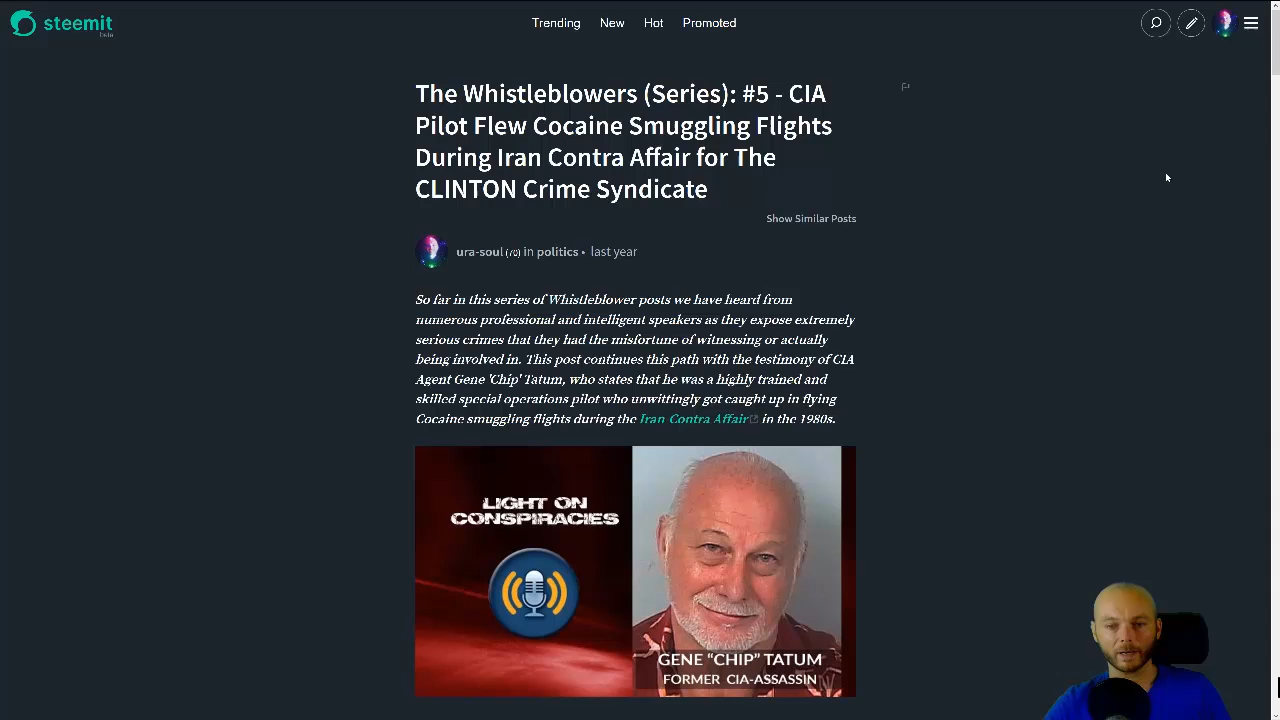 steemit
beta
Trending New Hot Promoted
The Whistleblowers (Series): #5 - CIA
Pilot Flew Cocaine Smuggling Flights
During Iran Contra Affair for The
CLINTON Crime Syndicate
Show Similar Posts
ura-soul (70) in politics • last year
So far in this series of Whistleblower posts we have heard from
numerous professional and intelligent speakers as they expose extremely
serious crimes that they had the misfortune of witnessing or actually
being involved in. This post continues this path with the testimony of CIA
Agent Gene 'Chip' Tatum, who states that he was a highly trained and
skilled special operations pilot who unwittingly got caught up in flying
Cocaine smuggling flights during the Iran Contra Affair in the 1980s.
LIGHT ON
CONSPIRACIES
GENE “CHIP” TATUM
FORMER CIA-ASSASSIN